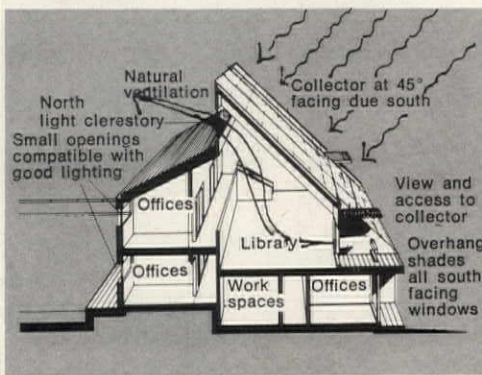 Natural
ventilation
North
light clerestory
Small openings
compatible with
good lighting
Collector at 45°
facing due south
View and
access to
collector
Overhang
shades
all south
facing
windows
Offices
Library
Offices
Work
spaces
Offices